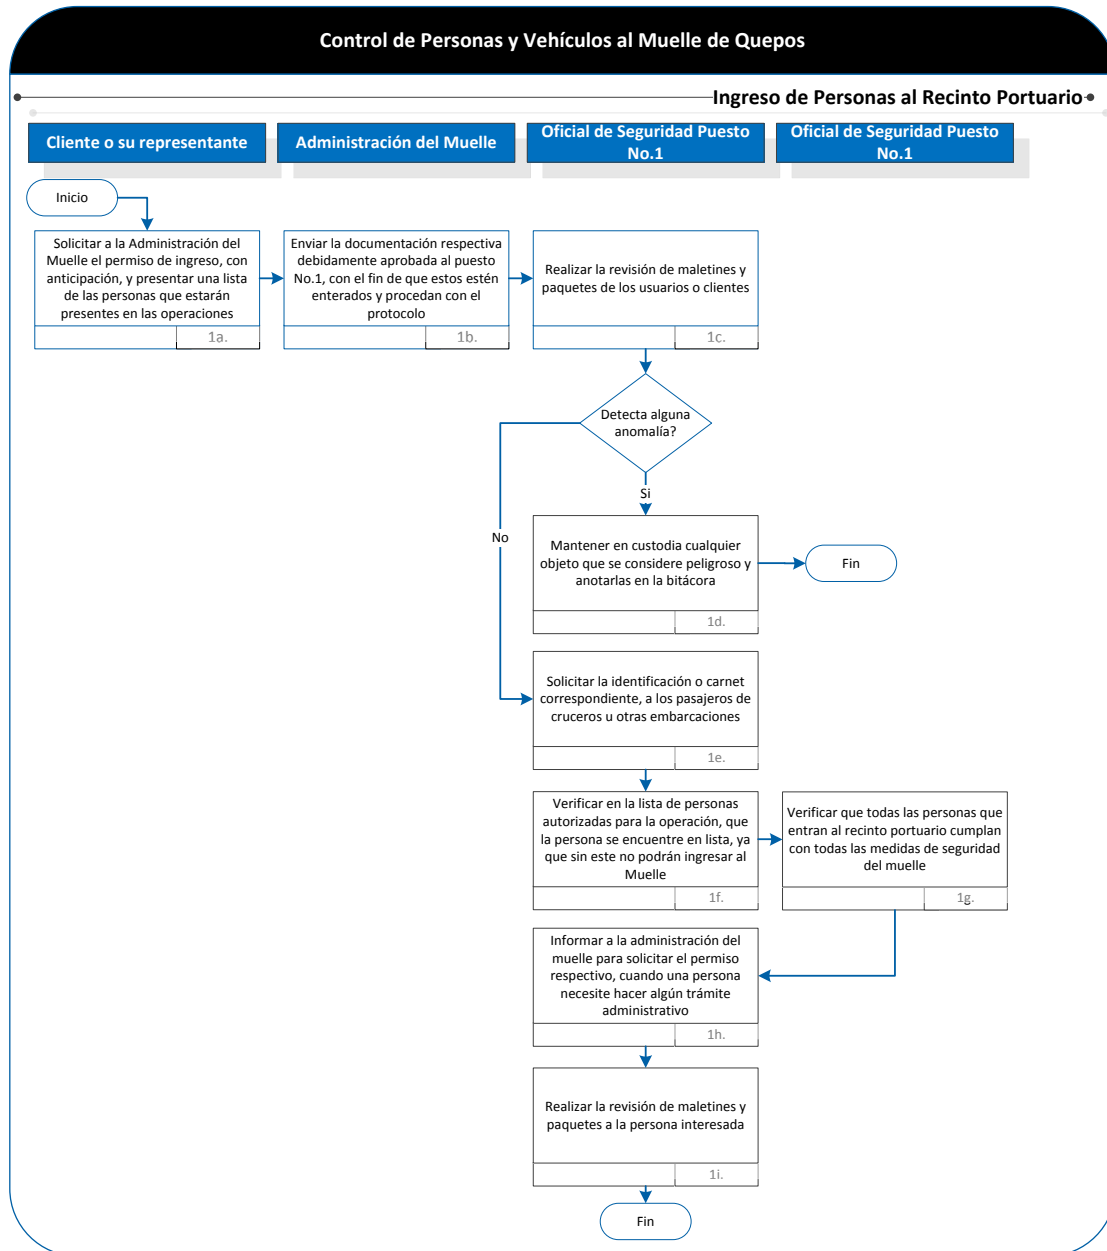 Control de Personas y Vehículos al Muelle de Quepos
Ingreso de Personas al Recinto Portuario
Cliente o su representante
Administración del Muelle
Oficial de Seguridad Puesto
No.1
Oficial de Seguridad Puesto
No.1
Inicio
Solicitar a la Administración del
Muelle el permiso de ingreso, con
anticipación, y presentar una lista
de las personas que estarán
presentes en las operaciones
1a.
Enviar la documentación respectiva
debidamente aprobada al puesto
No.1, con el fin de que estos estén
enterados y procedan con el
protocolo
1b.
Realizar la revisión de maletines y
paquetes de los usuarios o clientes
1c.
Detecta alguna
anomalía?
Si
No
Mantener en custodia cualquier
objeto que se considere peligroso y
anotarlas en la bitácora
1d.
Fin
Solicitar la identificación o carnet
correspondiente, a los pasajeros de
cruceros u otras embarcaciones
1e.
Verificar en la lista de personas
autorizadas para la operación, que
la persona se encuentre en lista, ya
que sin este no podrán ingresar al
Muelle
1f.
Verificar que todas las personas que
entran al recinto portuario cumplan
con todas las medidas de seguridad
del muelle
1g.
Informar a la administración del
muelle para solicitar el permiso
respectivo, cuando una persona
necesite hacer algún trámite
administrativo
1h.
Realizar la revisión de maletines y
paquetes a la persona interesada
1i.
Fin